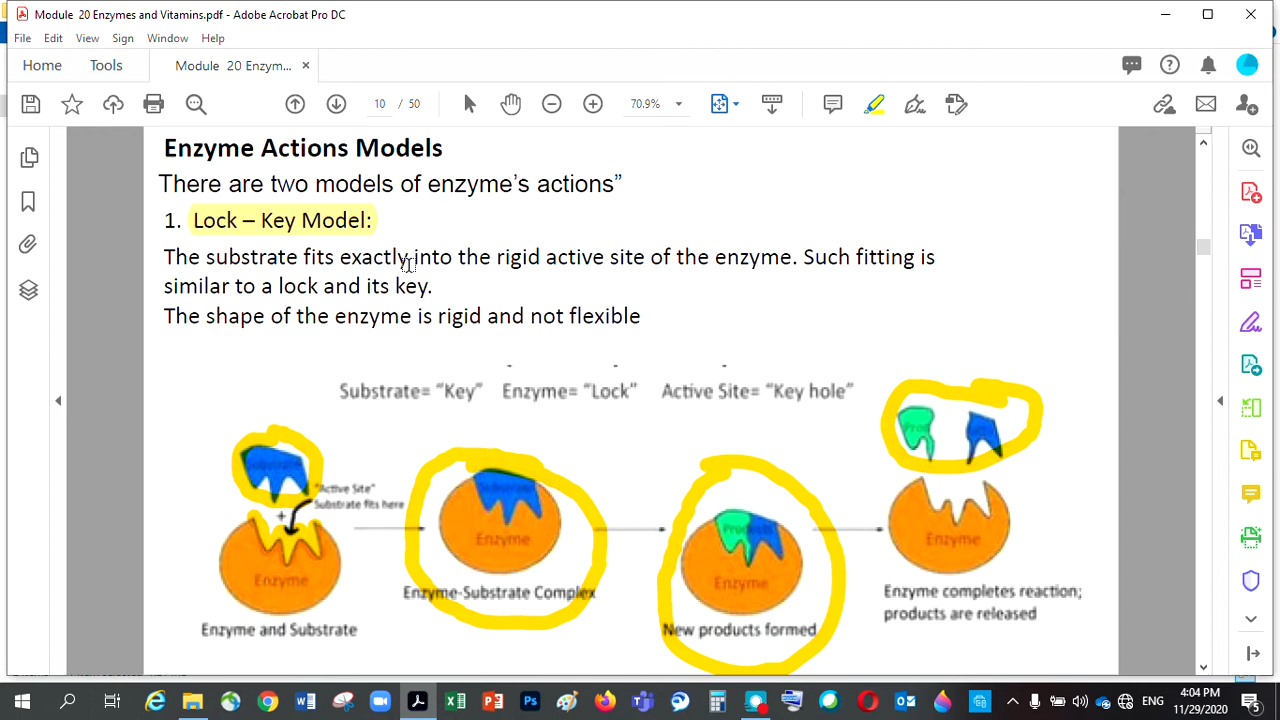 Module 20 Enzymes and Vitamins.pdf - Adobe Acrobat Pro DC
File Edit View Sign Window Help
Home Tools Module 20 Enzym... ×
10 / 50 70.9%
Enzyme Actions Models
There are two models of enzyme’s actions”
1. Lock – Key Model:
The substrate fits exactly into the rigid active site of the enzyme. Such fitting is
similar to a lock and its key.
The shape of the enzyme is rigid and not flexible
Substrate= “Key” Enzyme= “Lock” Active Site= “Key hole”
Substrate
"Active Site"
Substrate fits here
+
Enzyme
Enzyme and Substrate
Substrate
Enzyme
Enzyme-Substrate Complex
Products
Enzyme
New products formed
Prod
Enzyme
Enzyme completes reaction;
products are released
ENG
4:04 PM
11/29/2020
5